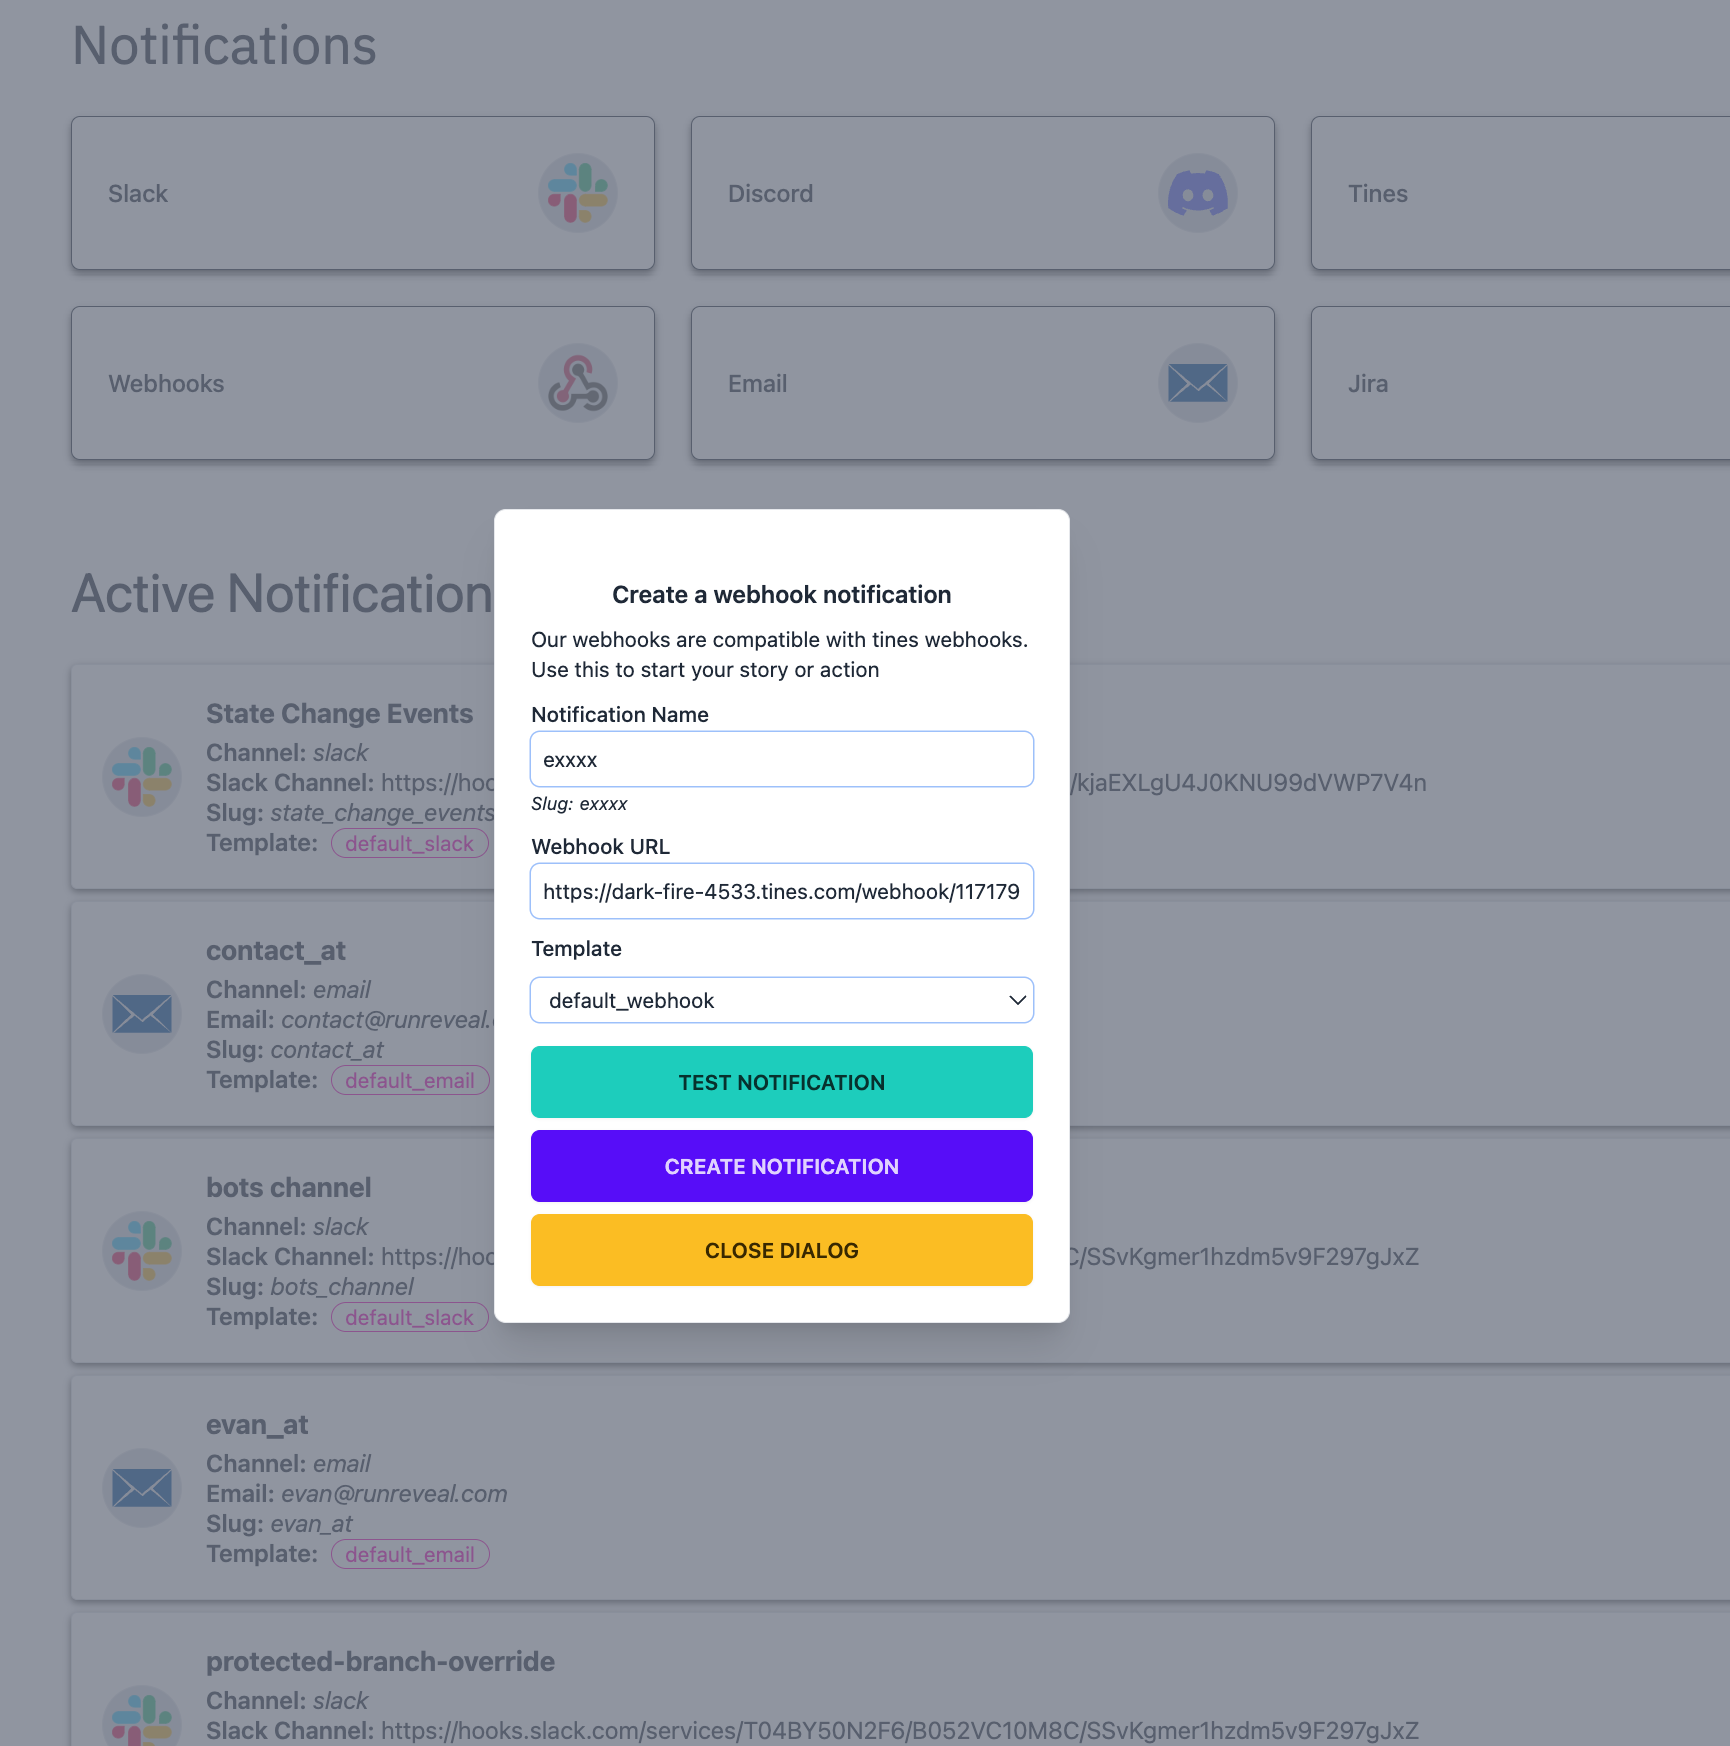 Notifications
Slack
Discord
Tines
Webhooks
Email
Jira
Active Notification
State Change Events
Channel: slack
Slack Channel: https://hoo
/kjaEXLgU4J0KNU99dVWP7V4n
Slug: state_change_events
Template: default_slack
contact_at
Channel: email
Email: contact@runreveal.
Slug: contact_at
Template: default_email
bots channel
Channel: slack
Slack Channel: https://hoo
C/SSvKgmer1hzdm5v9F297gJxZ
Slug: bots_channel
Template: default_slack
evan_at
Channel: email
Email: evan@runreveal.com
Slug: evan_at
Template: default_email
protected-branch-override
Channel: slack
Slack Channel: https://hooks.slack.com/services/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
Create a webhook notification
Our webhooks are compatible with tines webhooks.
Use this to start your story or action
Notification Name
exxxx
Slug: exxxx
Webhook URL
https://dark-fire-4533.tines.com/webhook/117179
Template
default_webhook
TEST NOTIFICATION
CREATE NOTIFICATION
CLOSE DIALOG